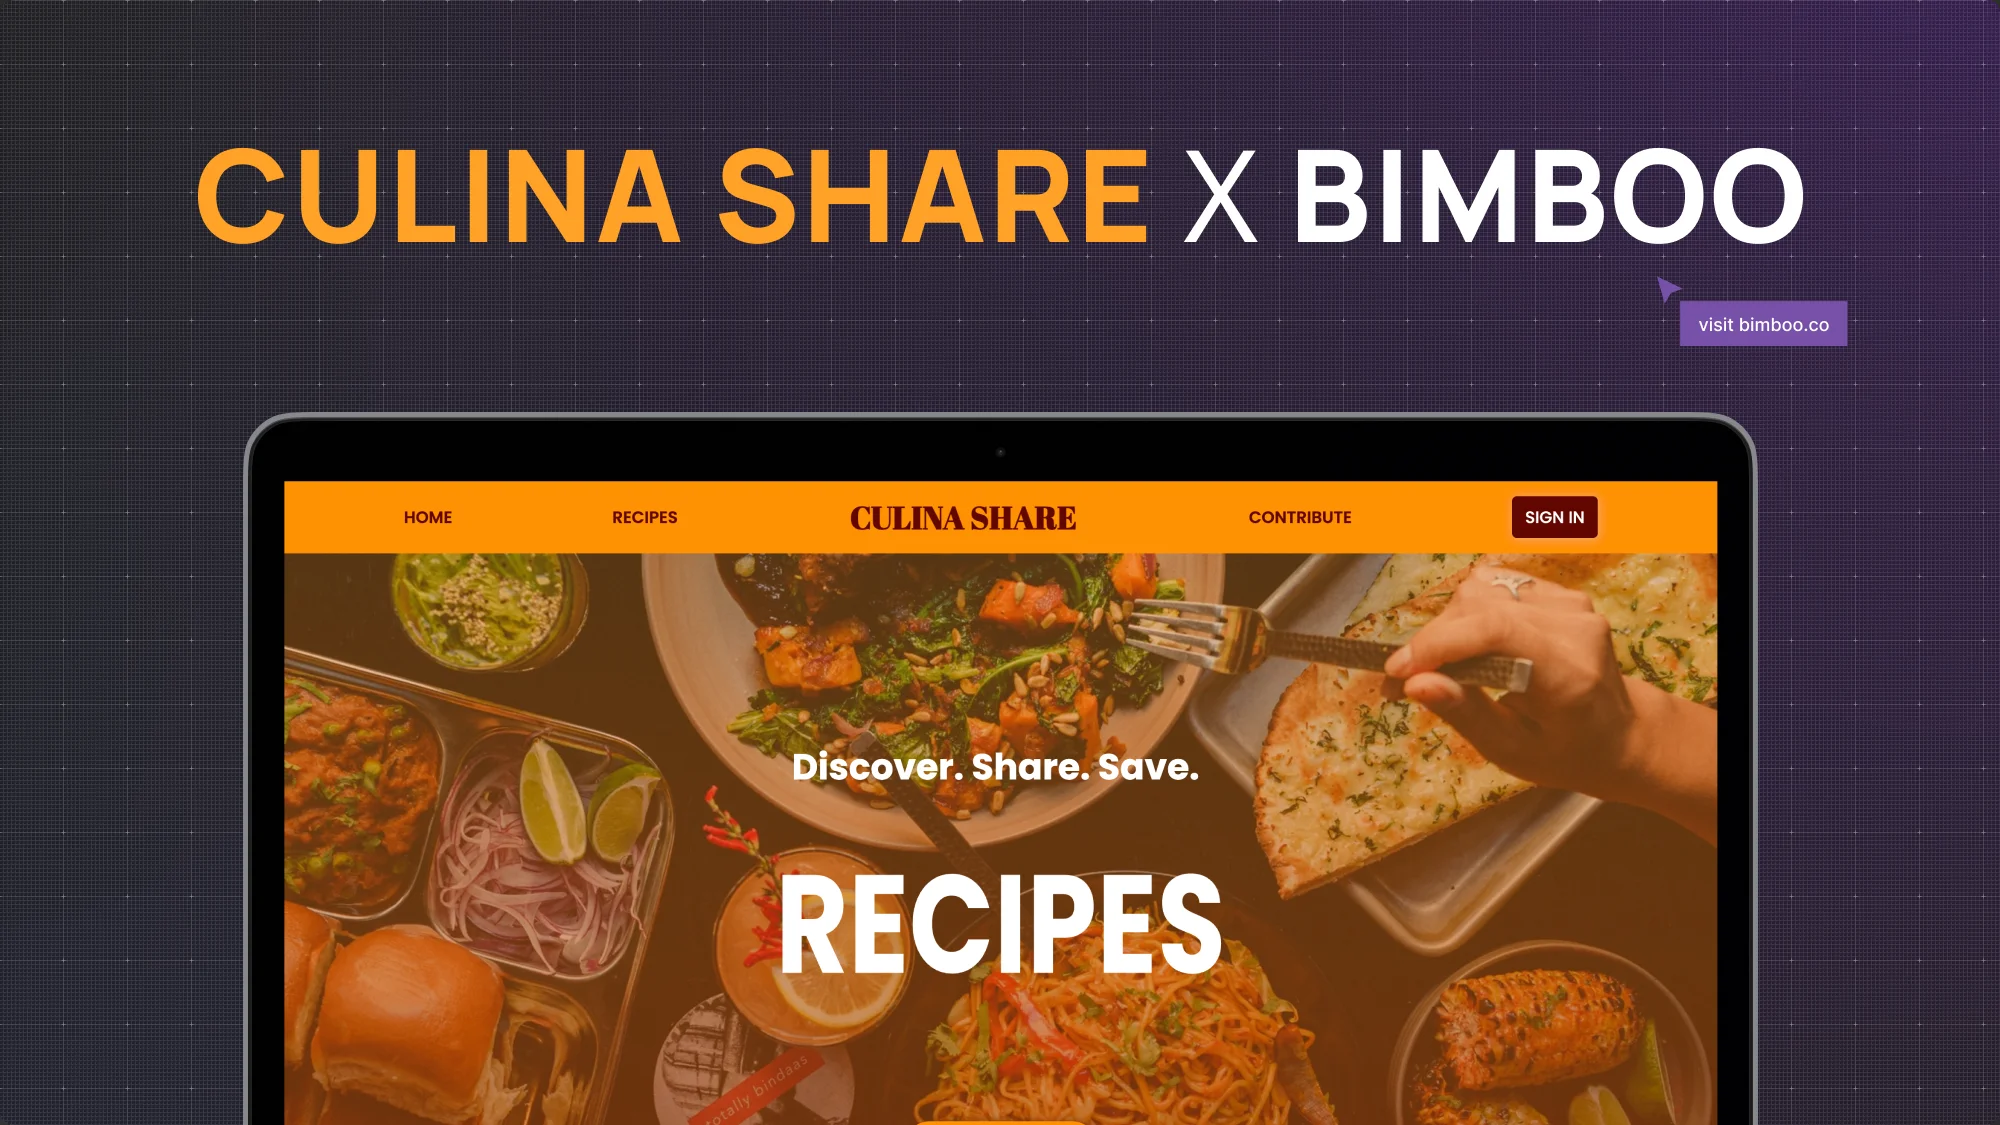 CULINA SHARE X BIMBOO
visit bimboo.co
HOME RECIPES CULINA SHARE CONTRIBUTE SIGN IN
Discover. Share. Save.
RECIPES
totally bindaas